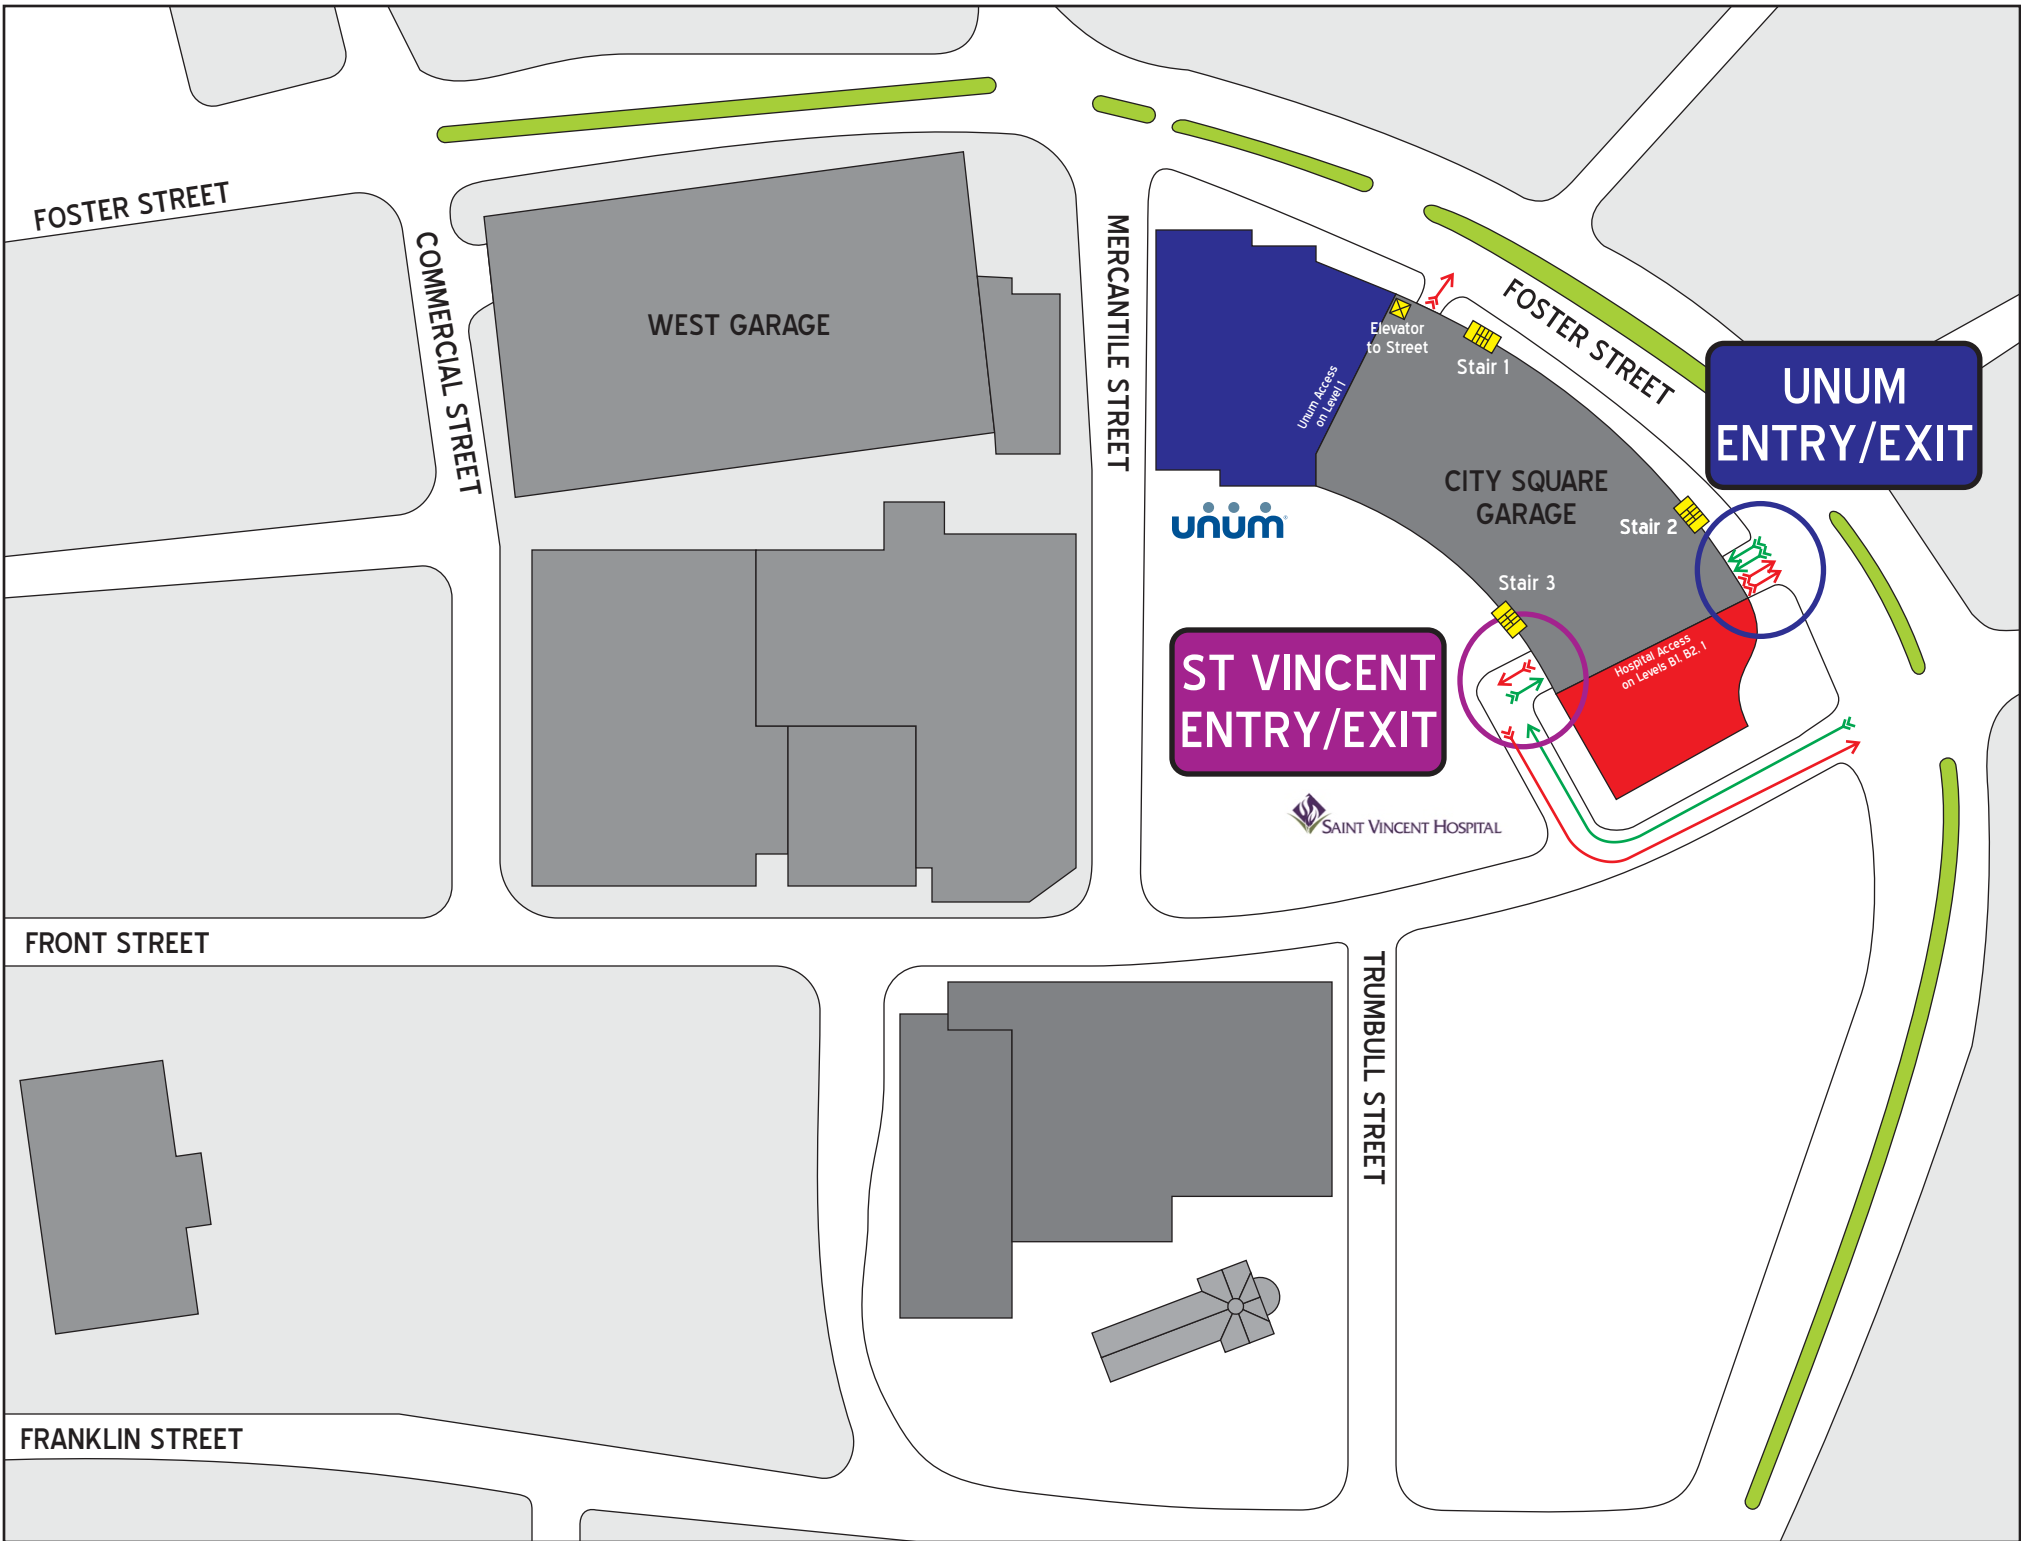 FOSTER STREET
COMMERCIAL STREET
WEST GARAGE
MERCANTILE STREET
Elevator
to Street
Stair 1
Unum Access
on Level 1
FOSTER STREET
UNUM
ENTRY/EXIT
CITY SQUARE
GARAGE
Stair 2
unum
Stair 3
ST VINCENT
ENTRY/EXIT
Hospital Access
on Levels B1, B2, 1
SAINT VINCENT HOSPITAL
FRONT STREET
TRUMBULL STREET
FRANKLIN STREET